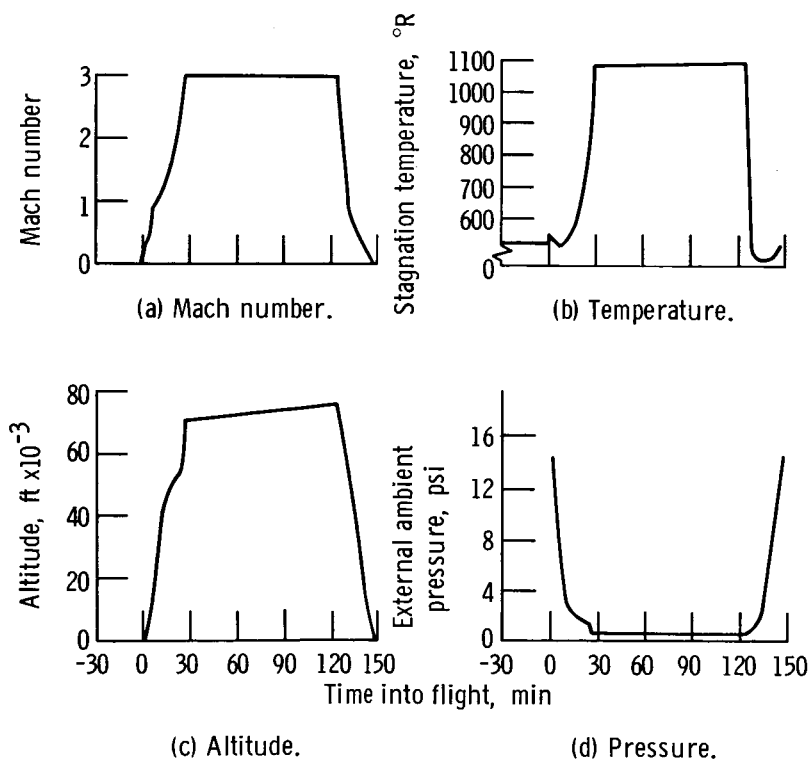 Mach number
3
2
1
0
(a) Mach number.
Stagnation temperature, °R
1100
1000
900
800
700
600
0
(b) Temperature.
Altitude, ft x10⁻³
80
60
40
20
0
-30 0 30 60 90 120 150
(c) Altitude.
External ambient
pressure, psi
16
12
8
4
0
-30 0 30 60 90 120 150
Time into flight, min
(d) Pressure.